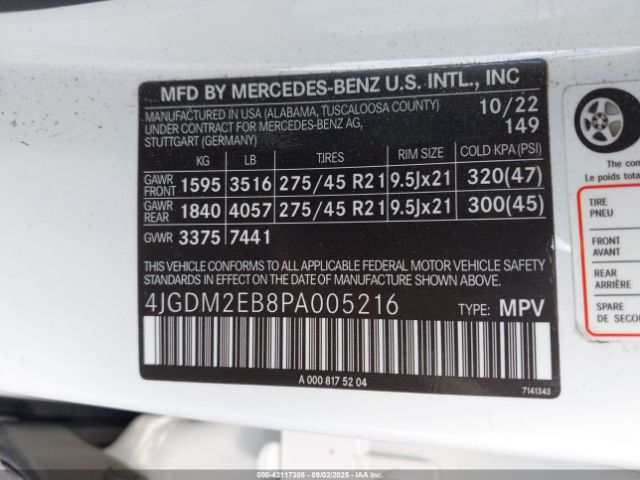 MFD BY MERCEDES-BENZ U.S. INTL., INC
MANUFACTURED IN USA (ALABAMA, TUSCALOOSA COUNTY) 10/22
UNDER CONTRACT FOR MERCEDES-BENZ AG, 149
STUTTGART (GERMANY)
KG LB TIRES RIM SIZE COLD KPA (PSI)
GAWR FRONT 1595 3516 275/45 R21 9.5Jx21 320(47)
GAWR REAR 1840 4057 275/45 R21 9.5Jx21 300(45)
GVWR 3375 7441
THIS VEHICLE CONFORMS TO ALL APPLICABLE FEDERAL MOTOR VEHICLE SAFETY
STANDARDS IN EFFECT ON THE DATE OF MANUFACTURE SHOWN ABOVE.
4JGDM2EB8PA005216 TYPE: MPV
A 000 817 52 04
7141343
The com
Le poids total
TIRE
PNEU
FRONT
AVANT
REAR
ARRIÈRE
SPARE
DE SECOU
000-43117308 - 09/02/2025 - IAAI.COM